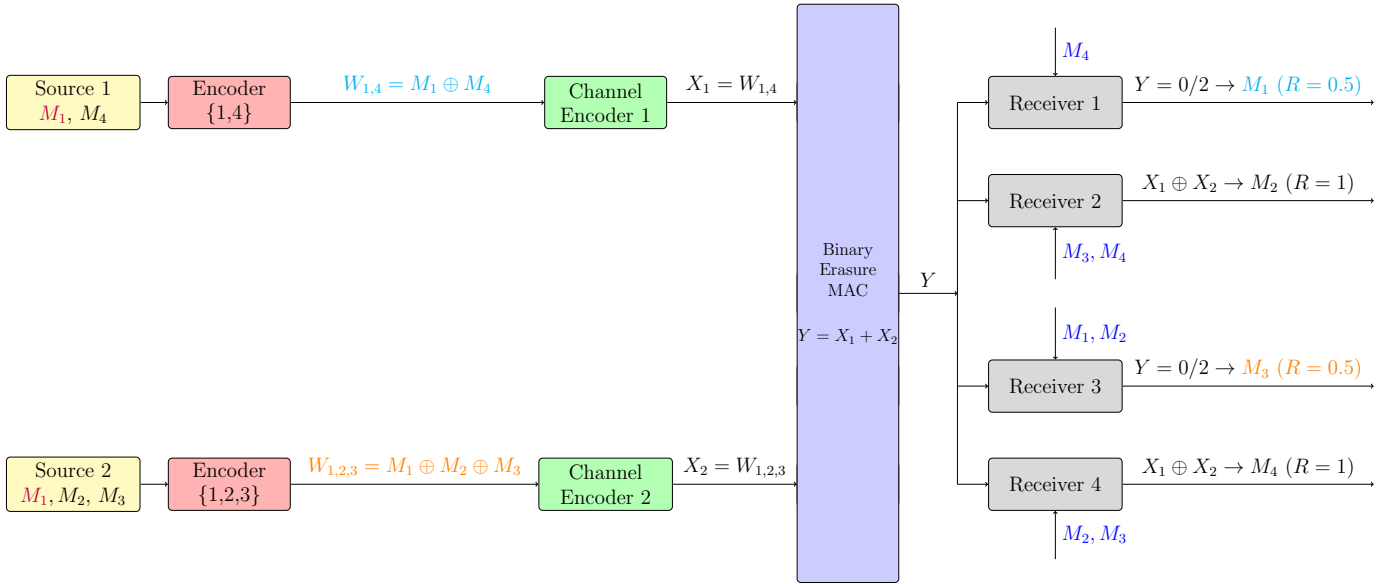 Source 1
M₁, M₄
Encoder
{1,4}
W₁,₄ = M₁ ⊕ M₄
Channel
Encoder 1
X₁ = W₁,₄
Source 2
M₁, M₂, M₃
Encoder
{1,2,3}
W₁,₂,₃ = M₁ ⊕ M₂ ⊕ M₃
Channel
Encoder 2
X₂ = W₁,₂,₃
Binary
Erasure
MAC
Y = X₁ + X₂
Y
M₄
Receiver 1
Y = 0/2 → M₁ (R = 0.5)
Receiver 2
X₁ ⊕ X₂ → M₂ (R = 1)
M₃, M₄
M₁, M₂
Receiver 3
Y = 0/2 → M₃ (R = 0.5)
Receiver 4
X₁ ⊕ X₂ → M₄ (R = 1)
M₂, M₃